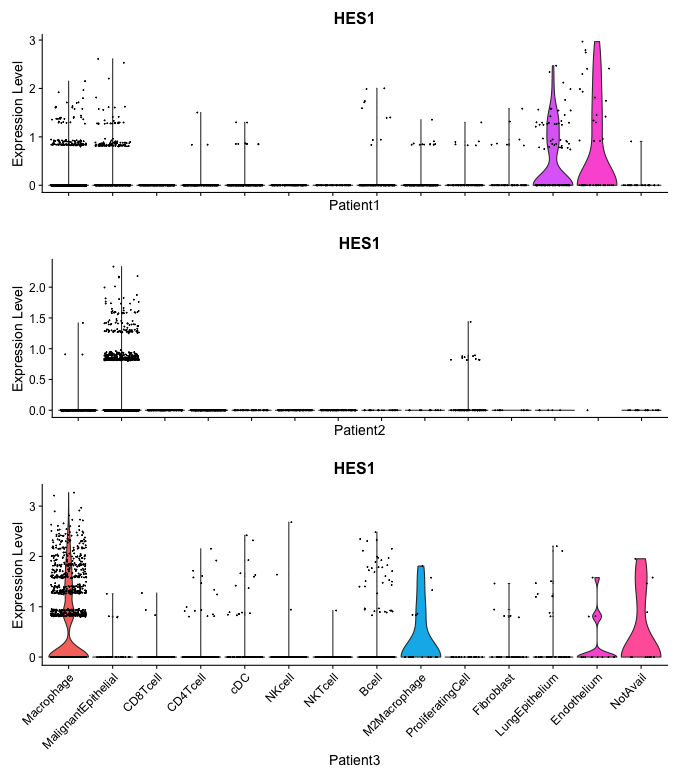 HES1
Expression Level
3
2
1
0
Patient1
HES1
Expression Level
2.0
1.5
1.0
0.5
0.0
Patient2
HES1
Expression Level
3
2
1
0
Macrophage
MalignantEpithelial
CD8Tcell
CD4Tcell
cDC
NKcell
NKTcell
Bcell
M2Macrophage
ProliferatingCell
Fibroblast
LungEpithelium
Endothelium
NotAvail
Patient3